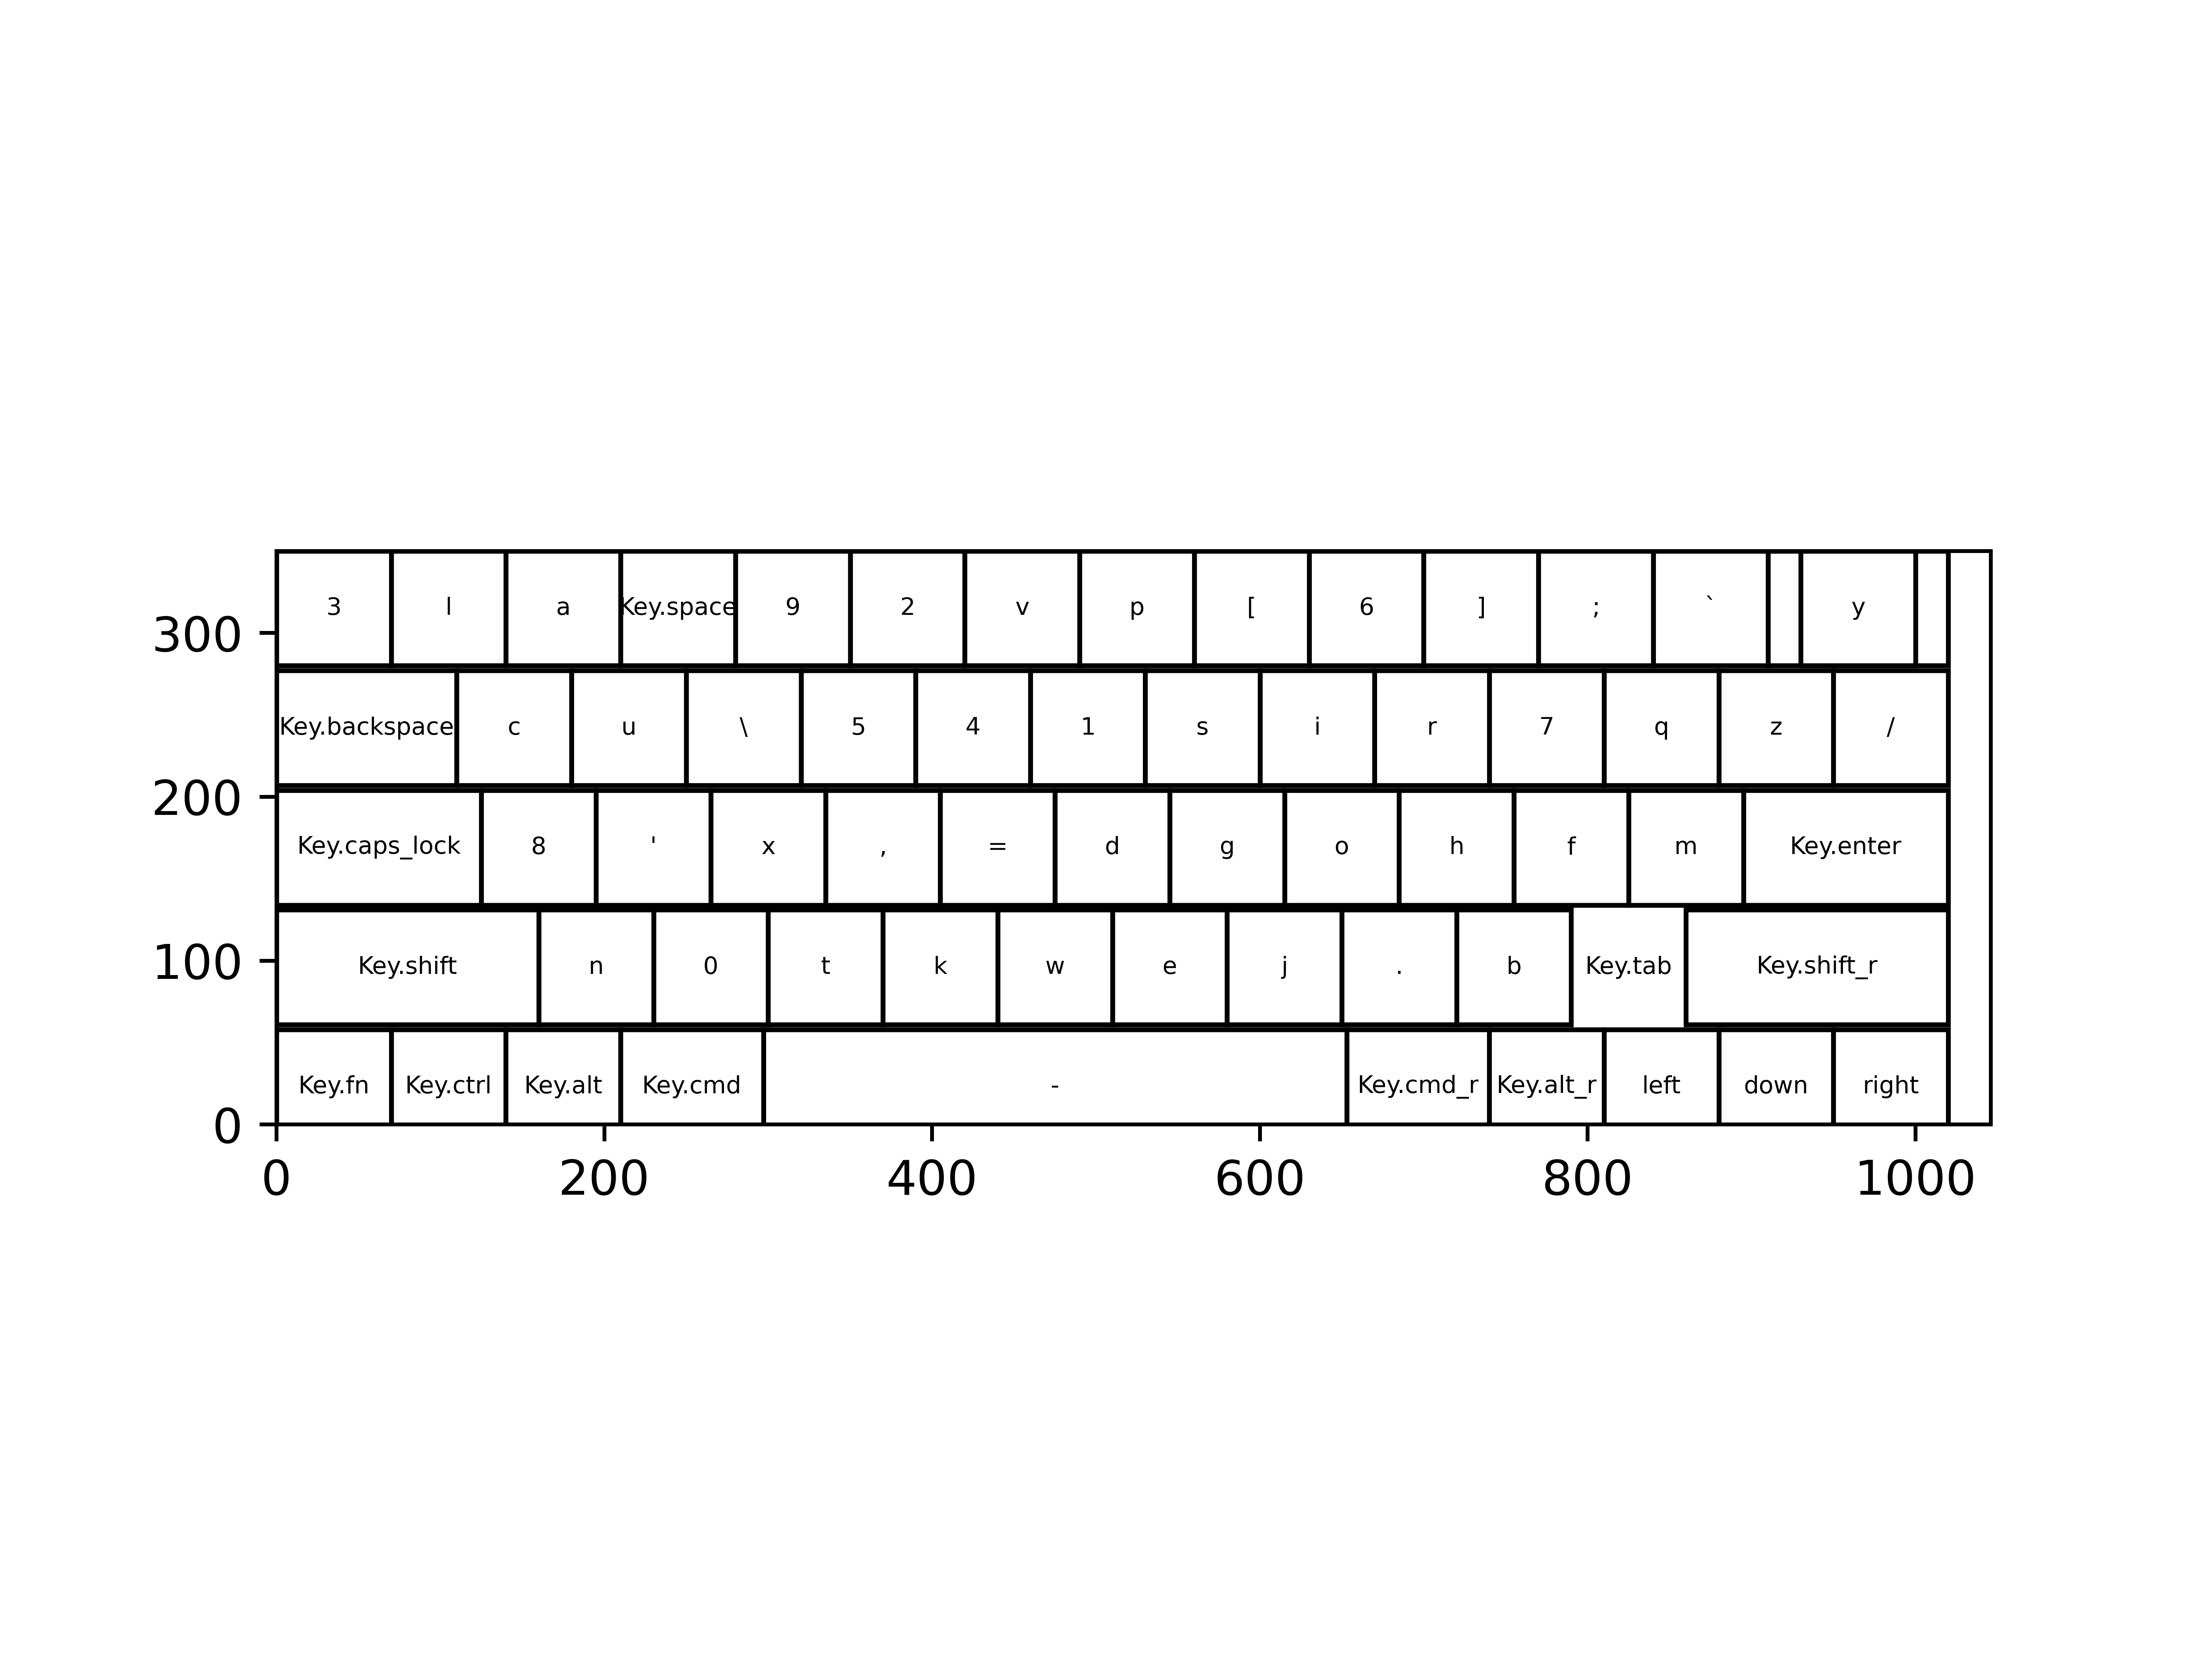 3 l a Key.space 9 2 v p [ 6 ] ; ` y
300
Key.backspace c u \ 5 4 1 s i r 7 q z /
200
Key.caps_lock 8 ' x , = d g o h f m Key.enter
100
Key.shift n 0 t k w e j . b Key.tab Key.shift_r
Key.fn Key.ctrl Key.alt Key.cmd - Key.cmd_r Key.alt_r left down right
0
0 200 400 600 800 1000